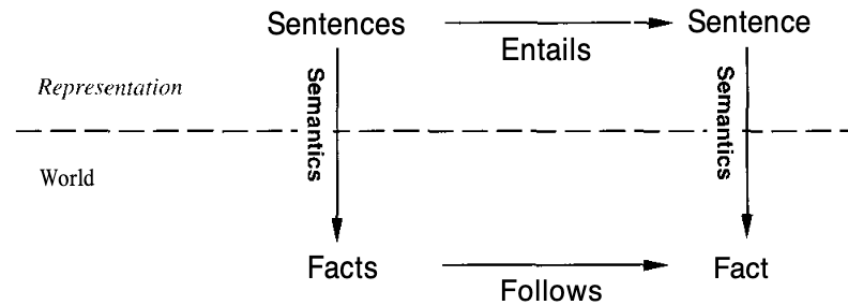 Sentences
Sentence
Entails
Representation
Semantics
Semantics
World
Facts
Fact
Follows